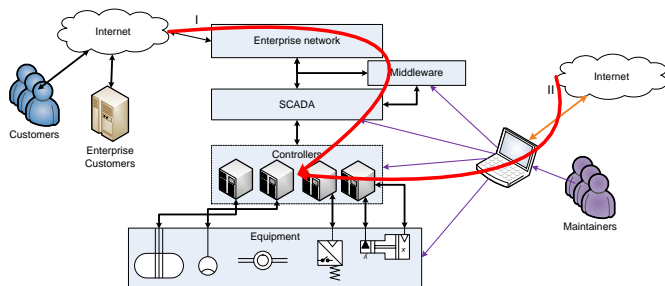 I
Internet
Enterprise network
Middleware
II
Internet
SCADA
Customers
Enterprise
Customers
Controllers
Maintainers
Equipment
A
x